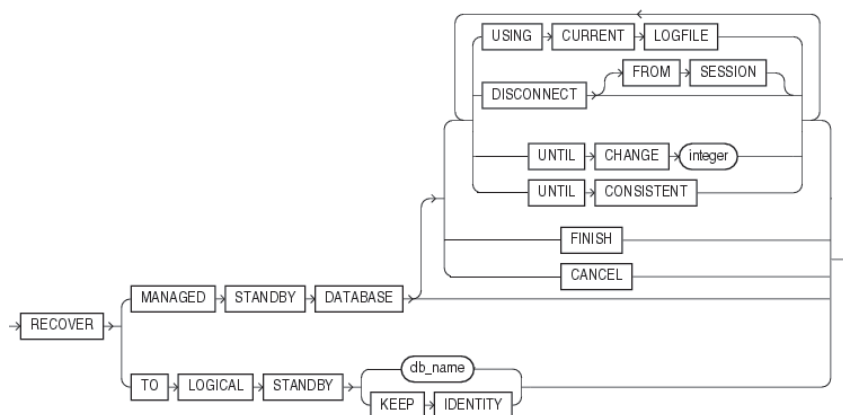 USING CURRENT LOGFILE
FROM SESSION
DISCONNECT
UNTIL CHANGE integer
UNTIL CONSISTENT
FINISH
CANCEL
MANAGED STANDBY DATABASE
RECOVER
TO LOGICAL STANDBY db_name
KEEP IDENTITY